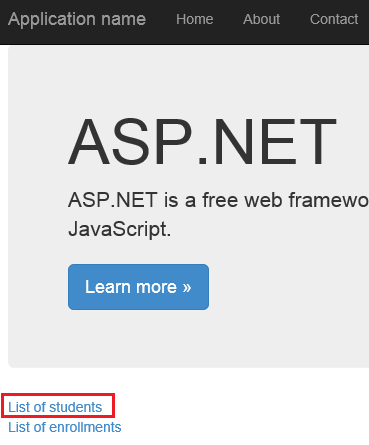 Application name Home About Contact
ASP.NET
ASP.NET is a free web
JavaScript.
Learn more »
List of students
List of enrollments